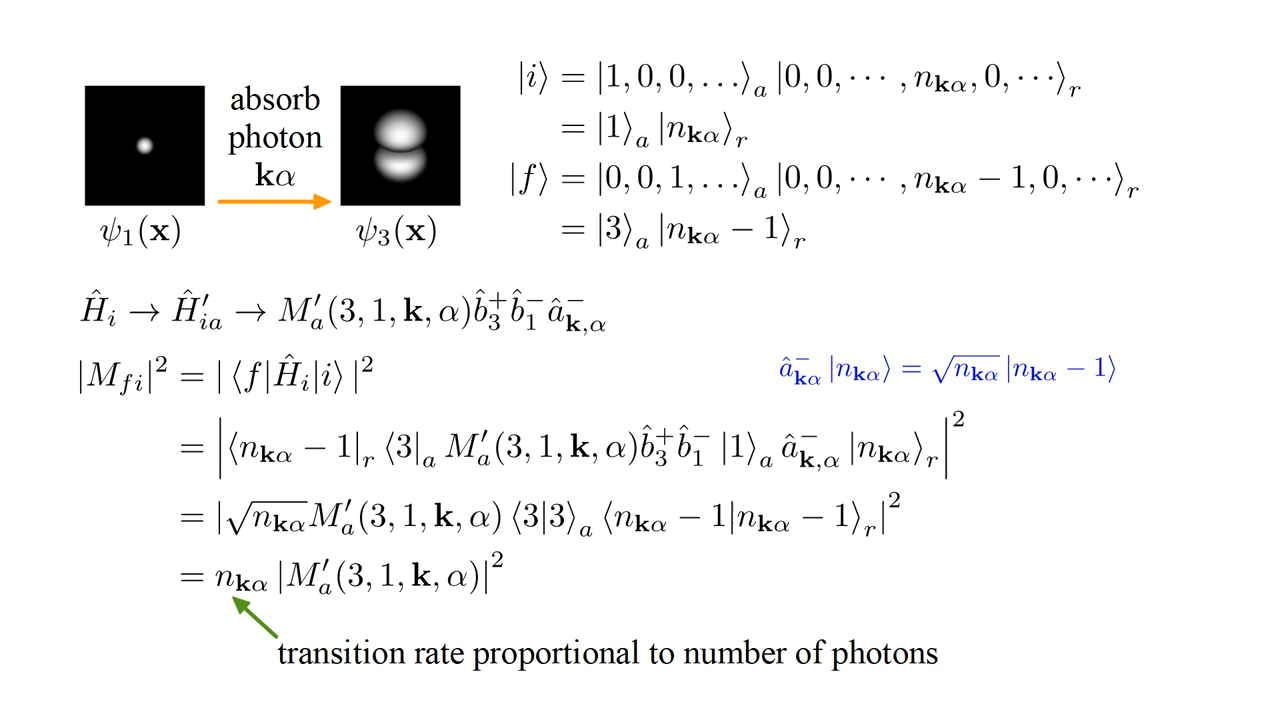 absorb
photon
𝐤α
ψ₁(𝐱)
ψ₃(𝐱)
|i⟩ = |1, 0, 0, …⟩ₐ |0, 0, ⋯ , n_𝐤α, 0, ⋯⟩ᵣ
= |1⟩ₐ |n_𝐤α⟩ᵣ
|f⟩ = |0, 0, 1, …⟩ₐ |0, 0, ⋯ , n_𝐤α − 1, 0, ⋯⟩ᵣ
= |3⟩ₐ |n_𝐤α − 1⟩ᵣ
Ĥ_i → Ĥ′_ia → M′ₐ(3, 1, 𝐤, α) b̂₃⁺ b̂₁⁻ â⁻_𝐤,α
|M_fi|² = | ⟨f|Ĥ_i|i⟩ |²
â⁻_𝐤α |n_𝐤α⟩ = √n_𝐤α |n_𝐤α − 1⟩
= |⟨n_𝐤α − 1|ᵣ ⟨3|ₐ M′ₐ(3, 1, 𝐤, α) b̂₃⁺ b̂₁⁻ |1⟩ₐ â⁻_𝐤,α |n_𝐤α⟩ᵣ|²
= |√n_𝐤α M′ₐ(3, 1, 𝐤, α) ⟨3|3⟩ₐ ⟨n_𝐤α − 1|n_𝐤α − 1⟩ᵣ|²
= n_𝐤α |M′ₐ(3, 1, 𝐤, α)|²
transition rate proportional to number of photons